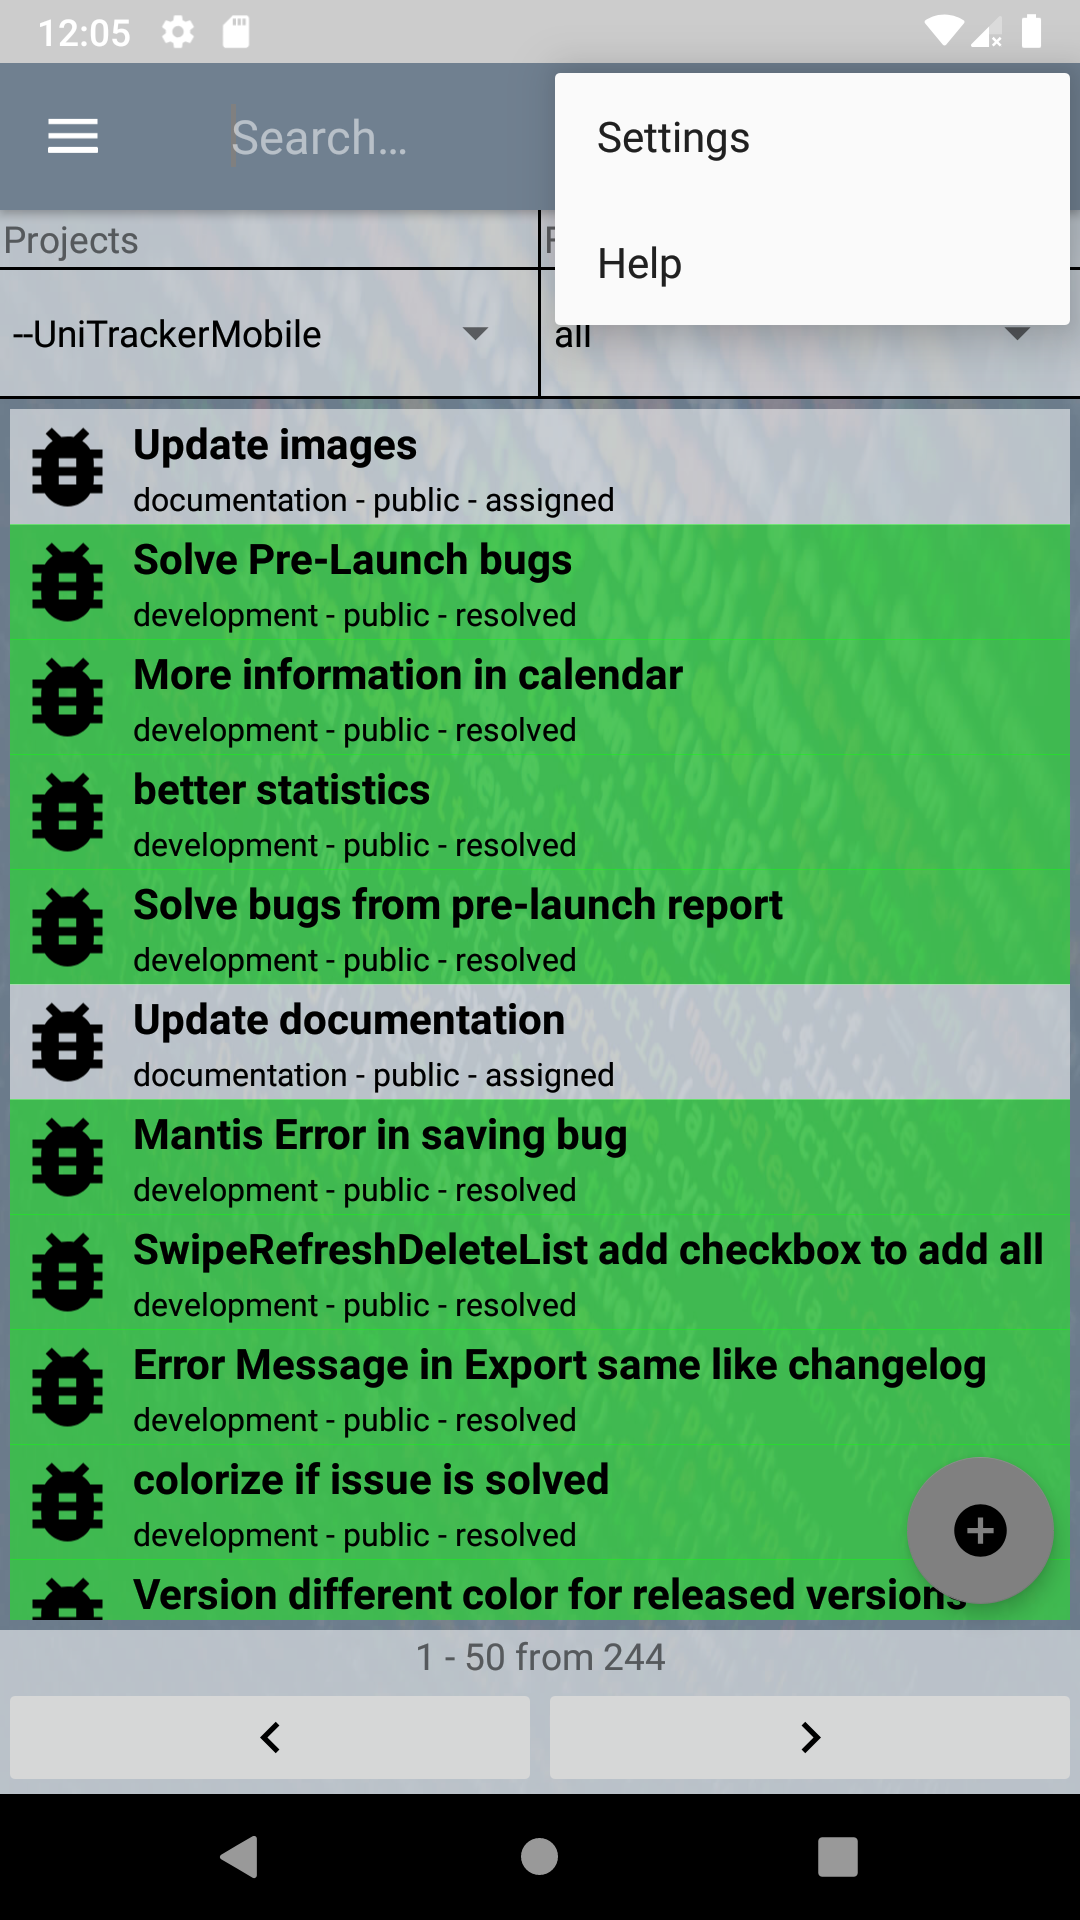 12:05
Search...
Settings
Help
Projects
--UniTrackerMobile
all
Update images
documentation - public - assigned
Solve Pre-Launch bugs
development - public - resolved
More information in calendar
development - public - resolved
better statistics
development - public - resolved
Solve bugs from pre-launch report
development - public - resolved
Update documentation
documentation - public - assigned
Mantis Error in saving bug
development - public - resolved
SwipeRefreshDeleteList add checkbox to add all
development - public - resolved
Error Message in Export same like changelog
development - public - resolved
colorize if issue is solved
development - public - resolved
Version different color for released versions
1 - 50 from 244